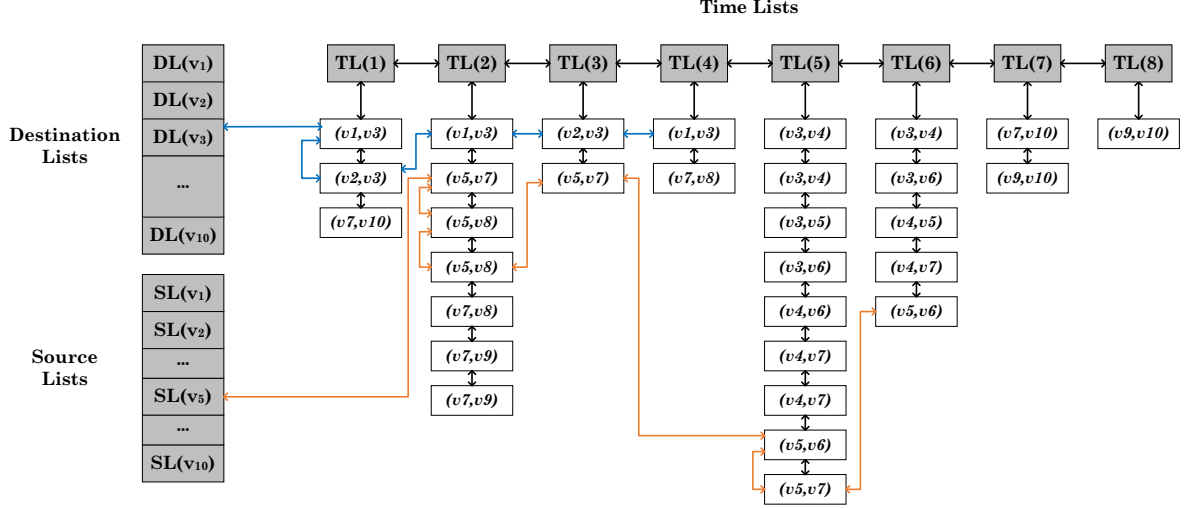 Time Lists
DL(v₁) TL(1) TL(2) TL(3) TL(4) TL(5) TL(6) TL(7) TL(8)
DL(v₂)
Destination Lists
DL(v₃) (v1,v3) (v1,v3) (v2,v3) (v1,v3) (v3,v4) (v3,v4) (v7,v10) (v9,v10)
... (v2,v3) (v5,v7) (v5,v7) (v7,v8) (v3,v4) (v3,v6) (v9,v10)
DL(v₁₀) (v7,v10) (v5,v8) (v3,v5) (v4,v5)
(v5,v8) (v3,v6) (v4,v7)
SL(v₁) (v7,v8) (v4,v6) (v5,v6)
SL(v₂)
Source Lists
... (v7,v9) (v4,v7)
SL(v₅) (v7,v9) (v4,v7)
... (v5,v6)
SL(v₁₀) (v5,v7)